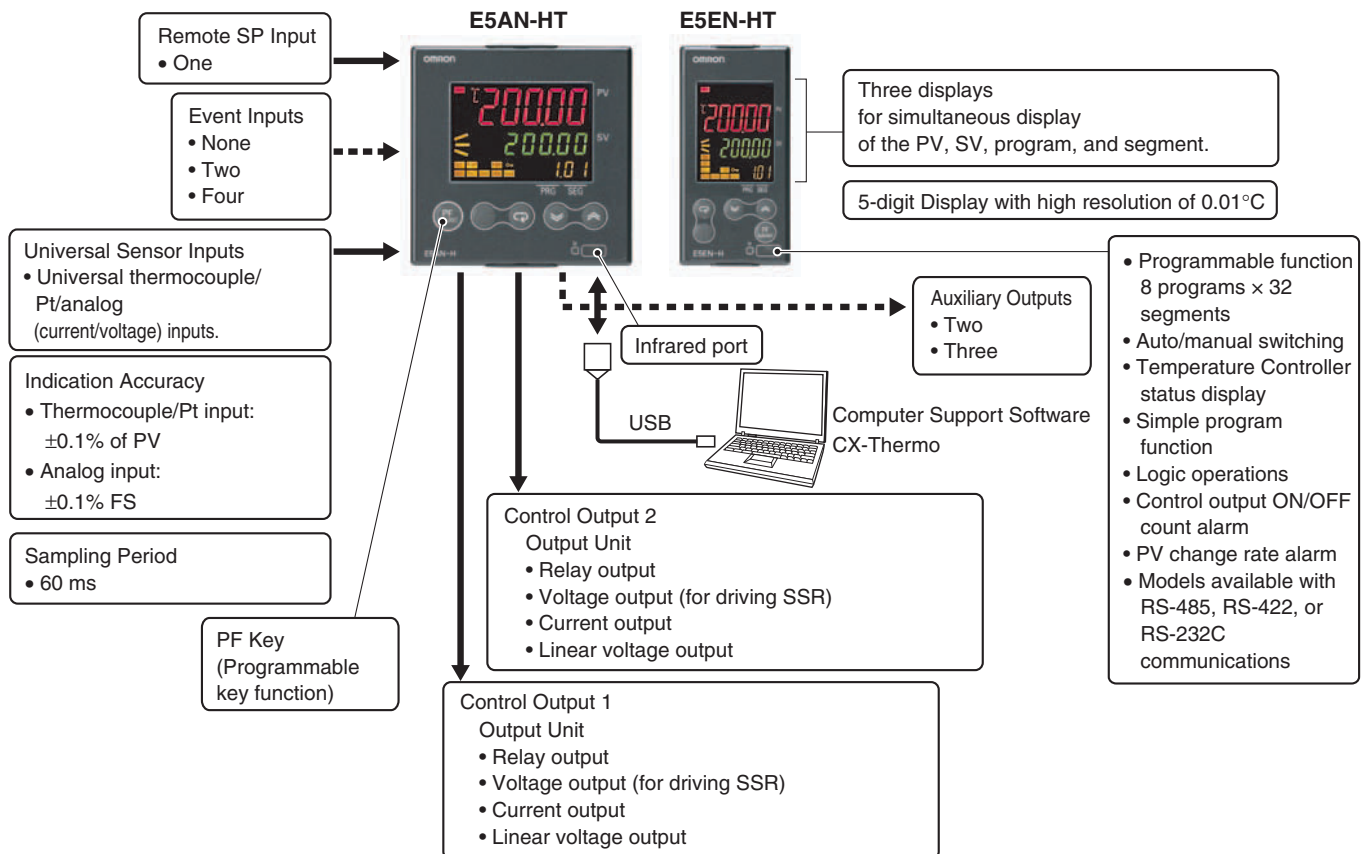 E5AN-HT
E5EN-HT
Remote SP Input
• One
Event Inputs
• None
• Two
• Four
Universal Sensor Inputs
• Universal thermocouple/
Pt/analog
(current/voltage) inputs.
Indication Accuracy
• Thermocouple/Pt input:
±0.1% of PV
• Analog input:
±0.1% FS
Sampling Period
• 60 ms
PF Key
(Programmable
key function)
omron
℃ 200.00 PV
200.00 SV
1.01
PRG SEG
PF
E5AN-H
omron
℃ 200.00
200.00
1.01
PRG SEG
E5EN-H
Three displays
for simultaneous display
of the PV, SV, program, and segment.
5-digit Display with high resolution of 0.01°C
• Programmable function
8 programs × 32
segments
• Auto/manual switching
• Temperature Controller
status display
• Simple program
function
• Logic operations
• Control output ON/OFF
count alarm
• PV change rate alarm
• Models available with
RS-485, RS-422, or
RS-232C
communications
Auxiliary Outputs
• Two
• Three
Infrared port
USB
Computer Support Software
CX-Thermo
Control Output 2
Output Unit
• Relay output
• Voltage output (for driving SSR)
• Current output
• Linear voltage output
Control Output 1
Output Unit
• Relay output
• Voltage output (for driving SSR)
• Current output
• Linear voltage output